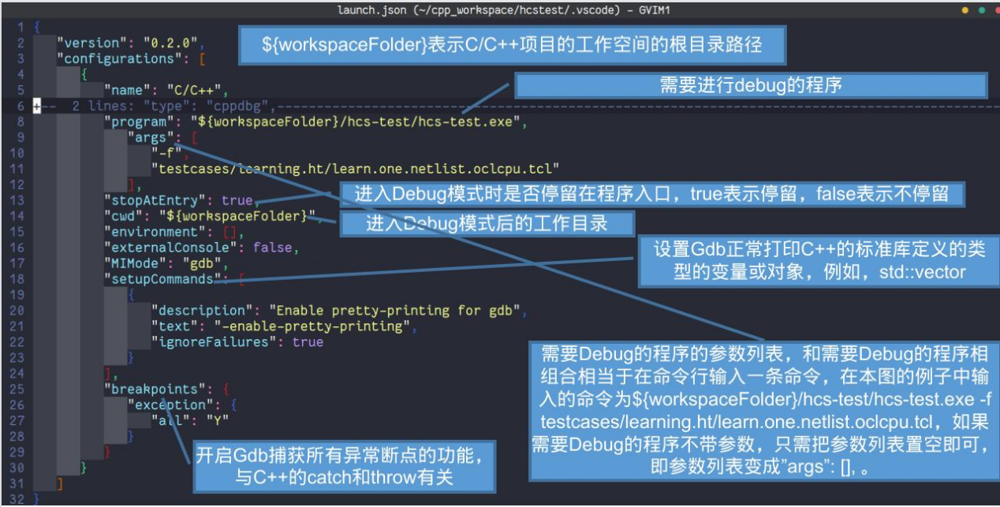 launch.json (~/cpp_workspace/hcstest/.vscode) - GVIM1
1 {
2 "version": "0.2.0",
${workspaceFolder}表示C/C++项目的工作空间的根目录路径
3 "configurations": [
4 {
5 "name": "C/C++",
需要进行debug的程序
6 +-- 2 lines: "type": "cppdbg",
8 "program": "${workspaceFolder}/hcs-test/hcs-test.exe",
9 "args": [
10 "-f",
11 "testcases/learning.ht/learn.one.netlist.oclcpu.tcl"
12 ],
13 "stopAtEntry": true,
进入Debug模式时是否停留在程序入口，true表示停留，false表示不停留
14 "cwd": "${workspaceFolder}",
进入Debug模式后的工作目录
15 "environment": [],
16 "externalConsole": false,
17 "MIMode": "gdb",
18 "setupCommands": [
设置Gdb正常打印C++的标准库定义的类
型的变量或对象，例如，std::vector
19 {
20 "description": "Enable pretty-printing for gdb",
21 "text": "-enable-pretty-printing",
22 "ignoreFailures": true
23 }
24 ],
25 "breakpoints": {
26 "exception": {
27 "all": "Y"
28 }
29 }
30 }
31 ]
32 }
需要Debug的程序的参数列表，和需要Debug的程序相
组合相当于在命令行输入一条命令，在本图的例子中输
入的命令为${workspaceFolder}/hcs-test/hcs-test.exe -f
testcases/learning.ht/learn.one.netlist.oclcpu.tcl，如果
需要Debug的程序不带参数，只需把参数列表置空即可，
即参数列表变成”args”: [], 。
开启Gdb捕获所有异常断点的功能，
与C++的catch和throw有关